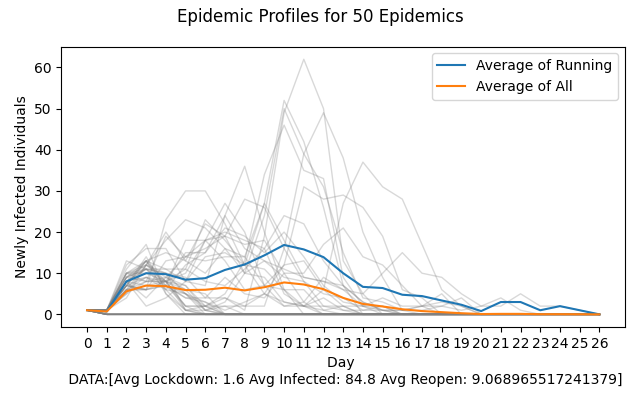 Epidemic Profiles for 50 Epidemics
Average of Running
Average of All
Newly Infected Individuals
60
50
40
30
20
10
0
0 1 2 3 4 5 6 7 8 9 10 11 12 13 14 15 16 17 18 19 20 21 22 23 24 25 26
Day
DATA:[Avg Lockdown: 1.6 Avg Infected: 84.8 Avg Reopen: 9.068965517241379]